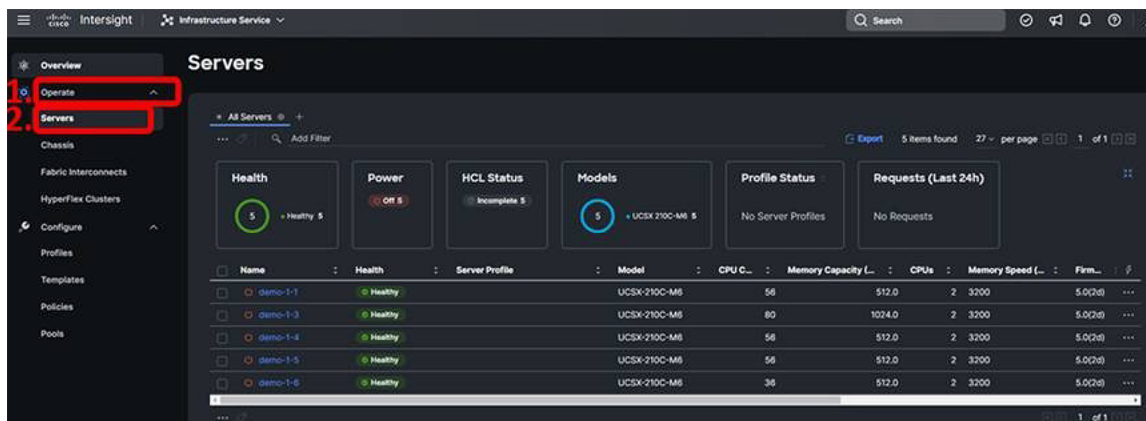 cisco Intersight Infrastructure Service Search
Overview
Servers
1. Operate
2. Servers
Chassis
Fabric Interconnects
HyperFlex Clusters
Configure
Profiles
Templates
Policies
Pools
All Servers +
... Add Filter Export 5 items found 27 per page 1 of 1
Health Power HCL Status Models Profile Status Requests (Last 24h)
5 Healthy 5 Off 5 Incomplete 5 5 UCSX 210C-M6 5 No Server Profiles No Requests
Name Health Server Profile Model CPU C... Memory Capacity (... CPUs Memory Speed (... Firm...
demo-1-1 Healthy UCSX-210C-M6 56 512.0 2 3200 5.0(2d) ...
demo-1-3 Healthy UCSX-210C-M6 80 1024.0 2 3200 5.0(2d) ...
demo-1-4 Healthy UCSX-210C-M6 56 512.0 2 3200 5.0(2d) ...
demo-1-5 Healthy UCSX-210C-M6 56 512.0 2 3200 5.0(2d) ...
demo-1-6 Healthy UCSX-210C-M6 36 512.0 2 3200 5.0(2d) ...
... 1 of 1